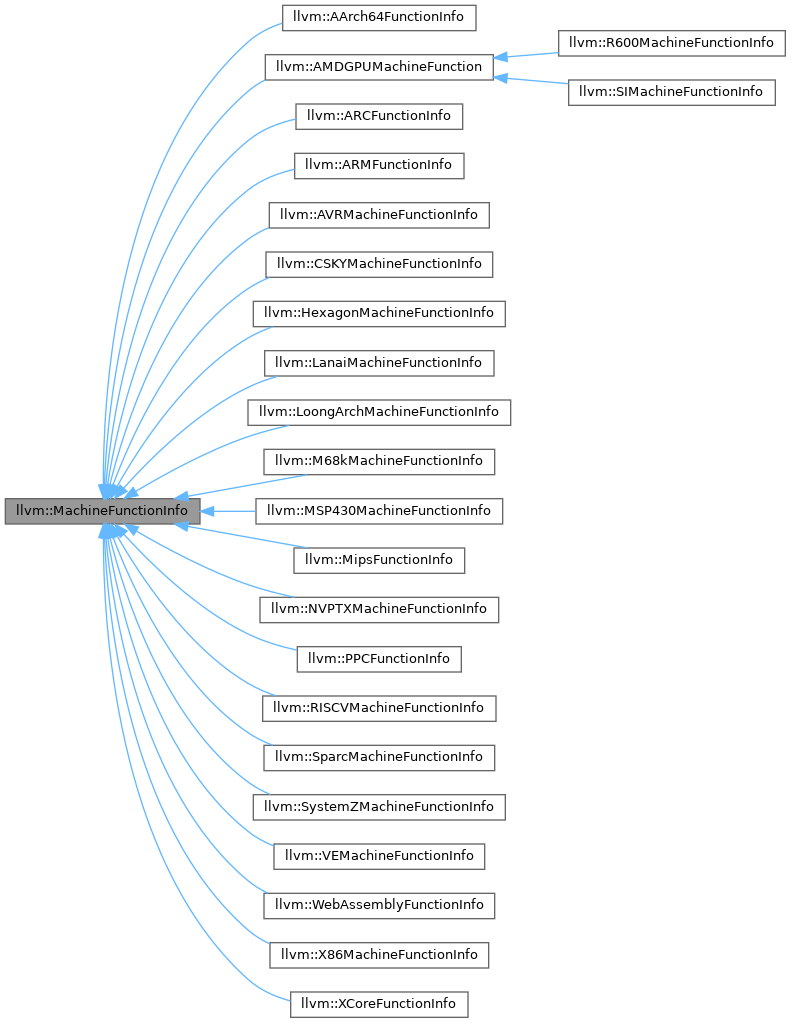 llvm::AArch64FunctionInfo
llvm::R600MachineFunctionInfo
llvm::AMDGPUMachineFunction
llvm::SIMachineFunctionInfo
llvm::ARCFunctionInfo
llvm::ARMFunctionInfo
llvm::AVRMachineFunctionInfo
llvm::CSKYMachineFunctionInfo
llvm::HexagonMachineFunctionInfo
llvm::LanaiMachineFunctionInfo
llvm::LoongArchMachineFunctionInfo
llvm::M68kMachineFunctionInfo
llvm::MachineFunctionInfo
llvm::MSP430MachineFunctionInfo
llvm::MipsFunctionInfo
llvm::NVPTXMachineFunctionInfo
llvm::PPCFunctionInfo
llvm::RISCVMachineFunctionInfo
llvm::SparcMachineFunctionInfo
llvm::SystemZMachineFunctionInfo
llvm::VEMachineFunctionInfo
llvm::WebAssemblyFunctionInfo
llvm::X86MachineFunctionInfo
llvm::XCoreFunctionInfo